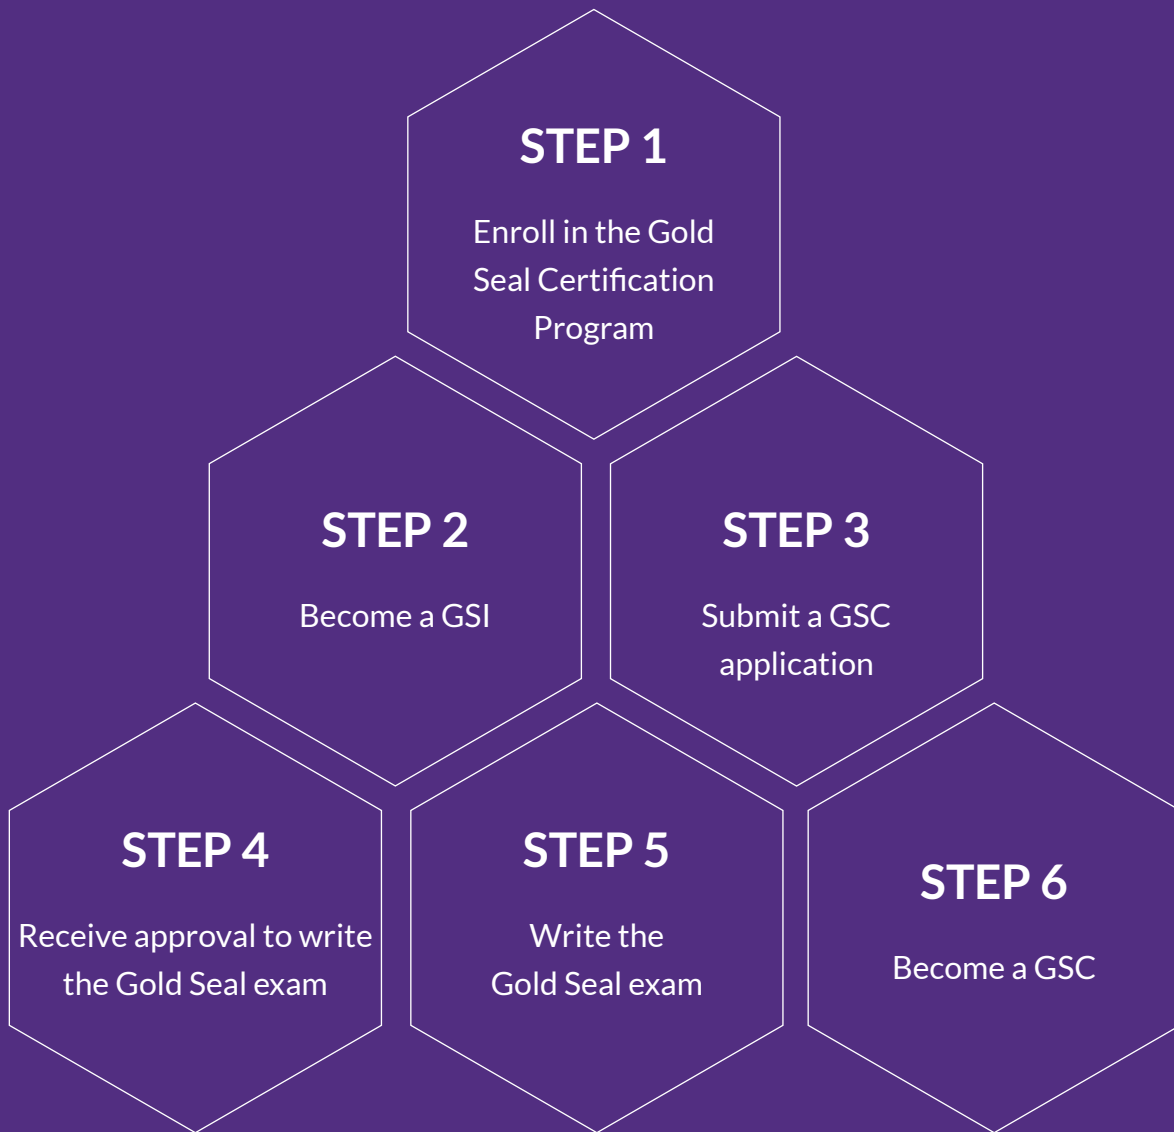 STEP 1
Enroll in the Gold
Seal Certification
Program
STEP 2
Become a GSI
STEP 3
Submit a GSC
application
STEP 4
Receive approval to write
the Gold Seal exam
STEP 5
Write the
Gold Seal exam
STEP 6
Become a GSC